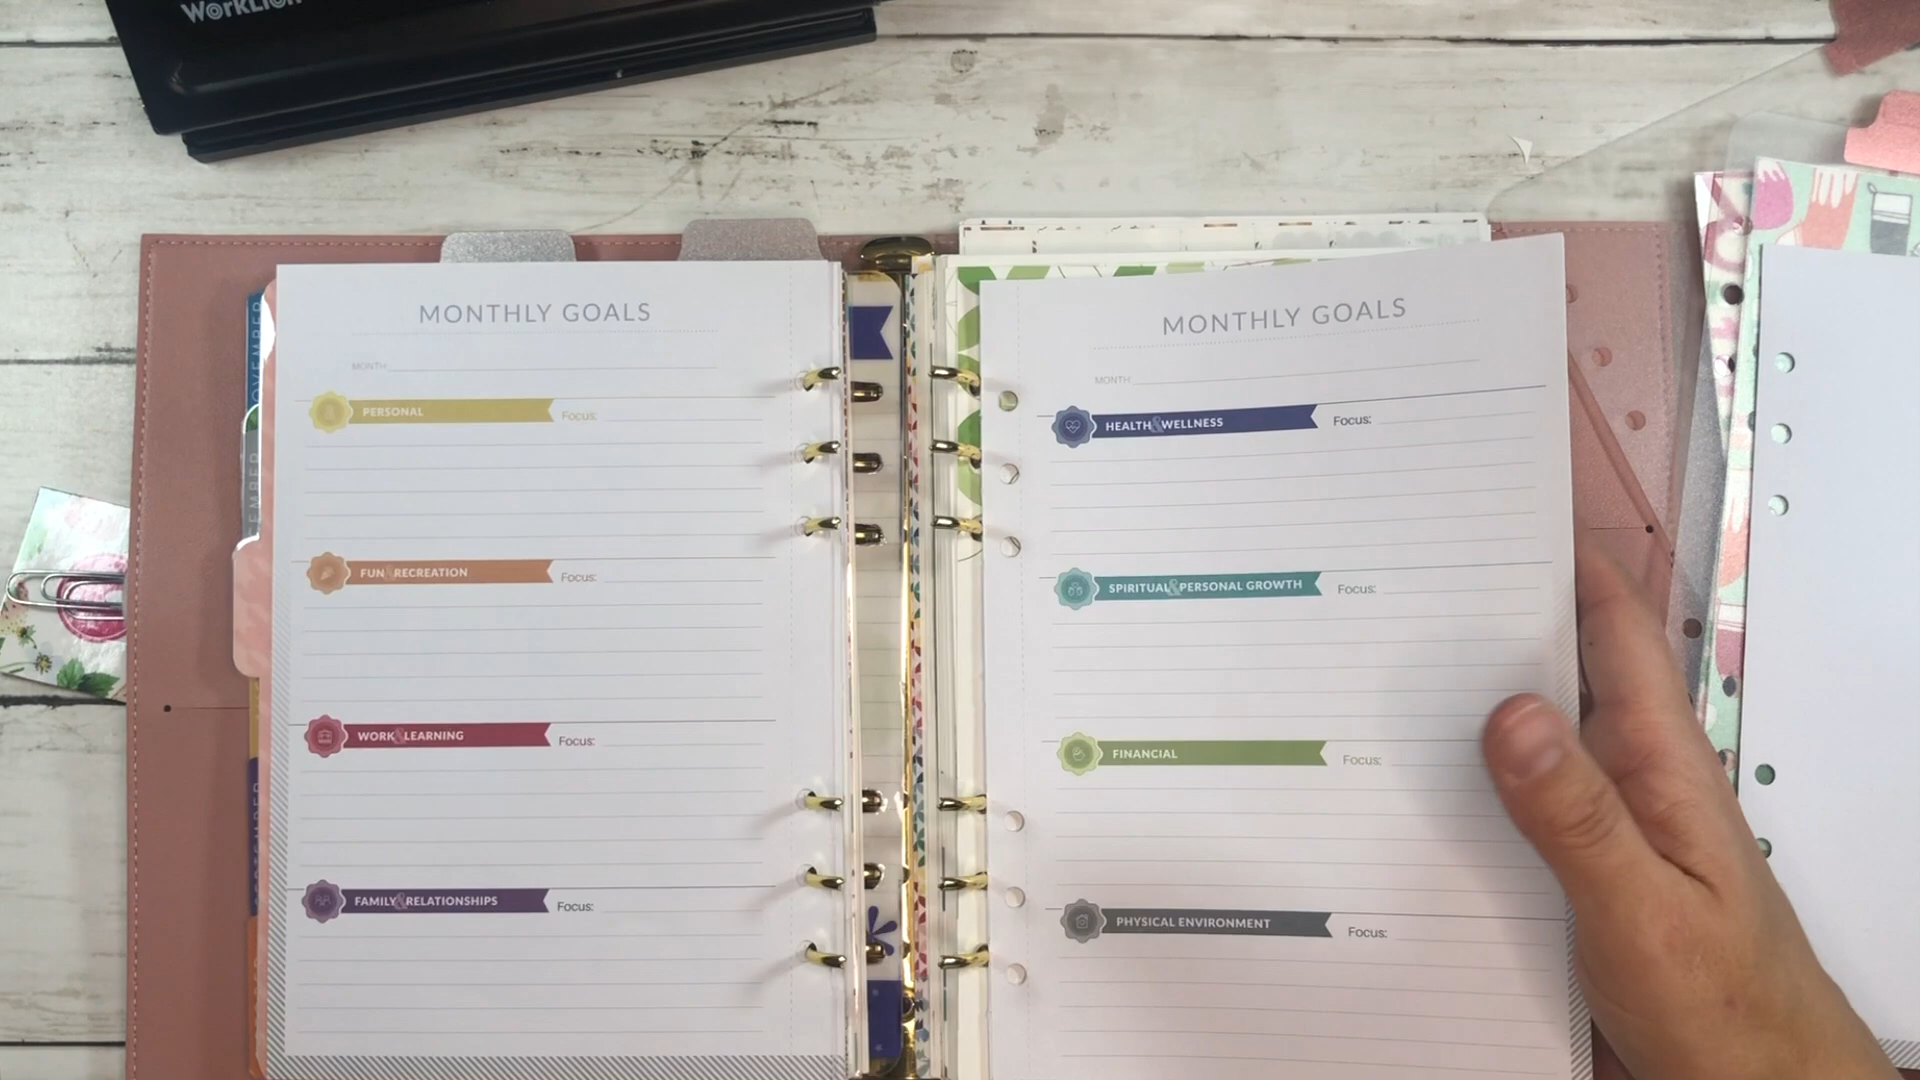 WORKLION
MONTHLY GOALS
MONTH
PERSONAL
Focus:
FUN & RECREATION
Focus:
WORK & LEARNING
Focus:
FAMILY & RELATIONSHIPS
Focus:
MONTHLY GOALS
MONTH
HEALTH & WELLNESS
Focus:
SPIRITUAL & PERSONAL GROWTH
Focus:
FINANCIAL
Focus:
PHYSICAL ENVIRONMENT
Focus: